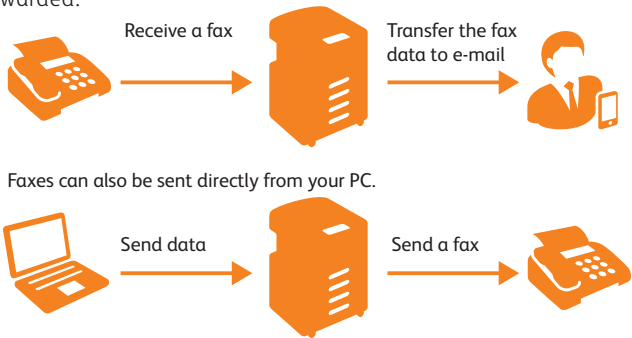 warded.
Receive a fax
Transfer the fax
data to e-mail
Faxes can also be sent directly from your PC.
Send data
Send a fax